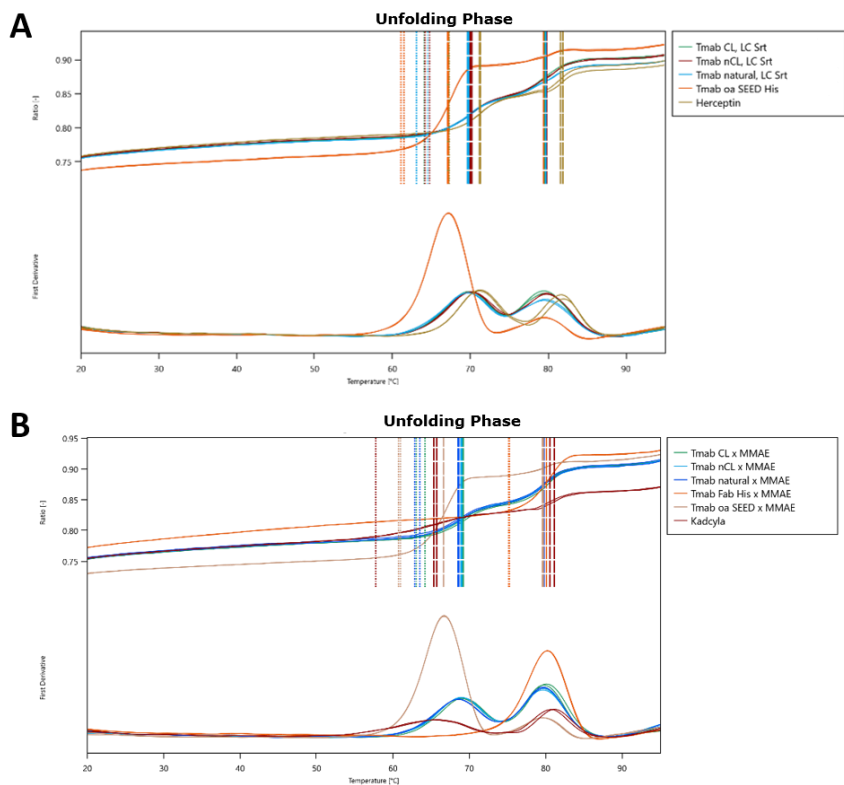 A
Unfolding Phase
0.90
0.85
0.80
0.75
Ratio [-]
First Derivative
20
30
40
50
60
70
80
90
Temperature [°C]
Tmab CL, LC Srt
Tmab nCL, LC Srt
Tmab natural, LC Srt
Tmab oa SEED His
Herceptin
B
Unfolding Phase
0.95
0.90
0.85
0.80
0.75
Ratio [-]
First Derivative
20
30
40
50
60
70
80
90
Temperature [°C]
Tmab CL x MMAE
Tmab nCL x MMAE
Tmab natural x MMAE
Tmab Fab His x MMAE
Tmab oa SEED x MMAE
Kadcyla